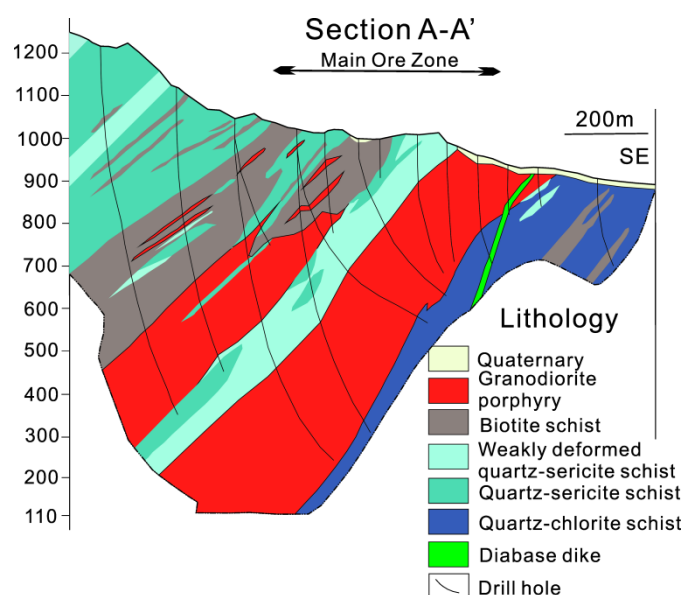 Section A-A'
Main Ore Zone
200m
SE
1200
1100
1000
900
800
700
600
500
400
300
200
110
Lithology
Quaternary
Granodiorite
porphyry
Biotite schist
Weakly deformed
quartz-sericite schist
Quartz-sericite schist
Quartz-chlorite schist
Diabase dike
Drill hole